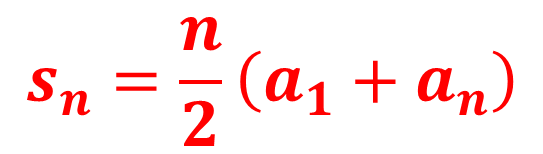 sₙ = n/2 (a₁ + aₙ)